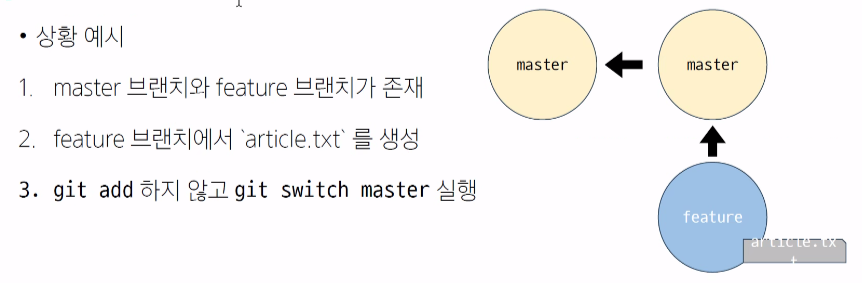 • 상황 예시
1. master 브랜치와 feature 브랜치가 존재
2. feature 브랜치에서 `article.txt` 를 생성
3. git add 하지 않고 git switch master 실행
master
master
feature
article.tx
t